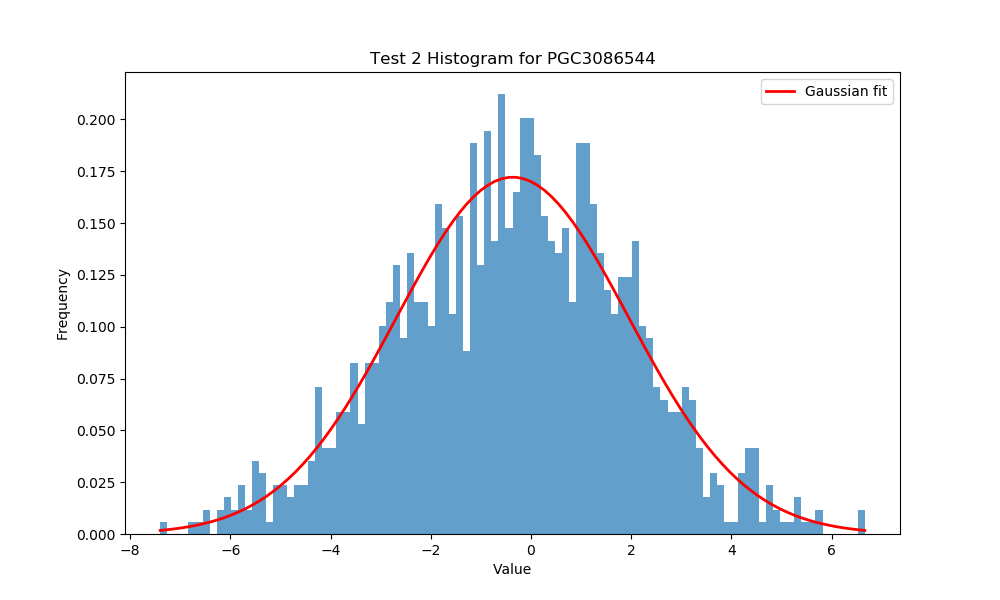 Test 2 Histogram for PGC3086544
Gaussian fit
Frequency
0.200
0.175
0.150
0.125
0.100
0.075
0.050
0.025
0.000
−8 −6 −4 −2 0 2 4 6
Value